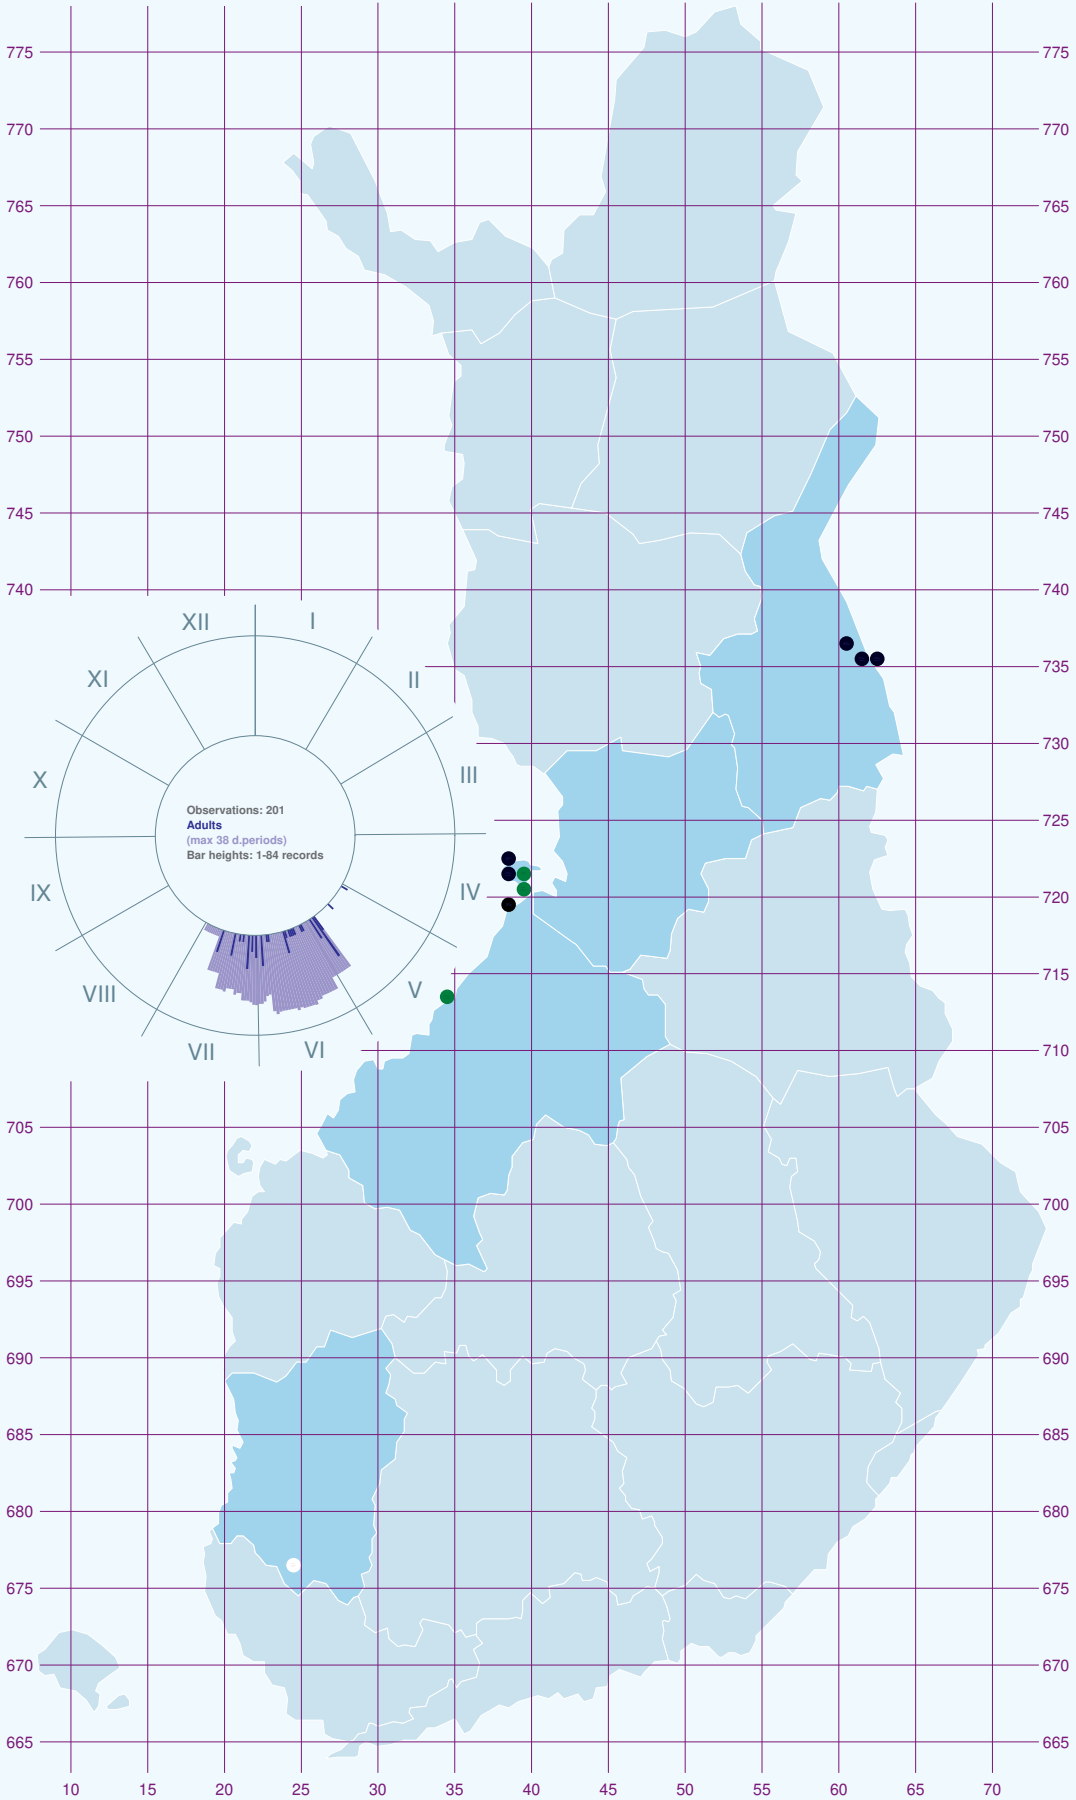 775 775
770 770
765 765
760 760
755 755
750 750
745 745
740 740
XII I
XI II
735
X III
730
Observations: 201
Adults
(max 38 d.periods)
Bar heights: 1-84 records
725
IX IV
720
VIII V
715
VII VI
710
705 705
700 700
695 695
690 690
685 685
680 680
675 675
670 670
665 665
10 15 20 25 30 35 40 45 50 55 60 65 70